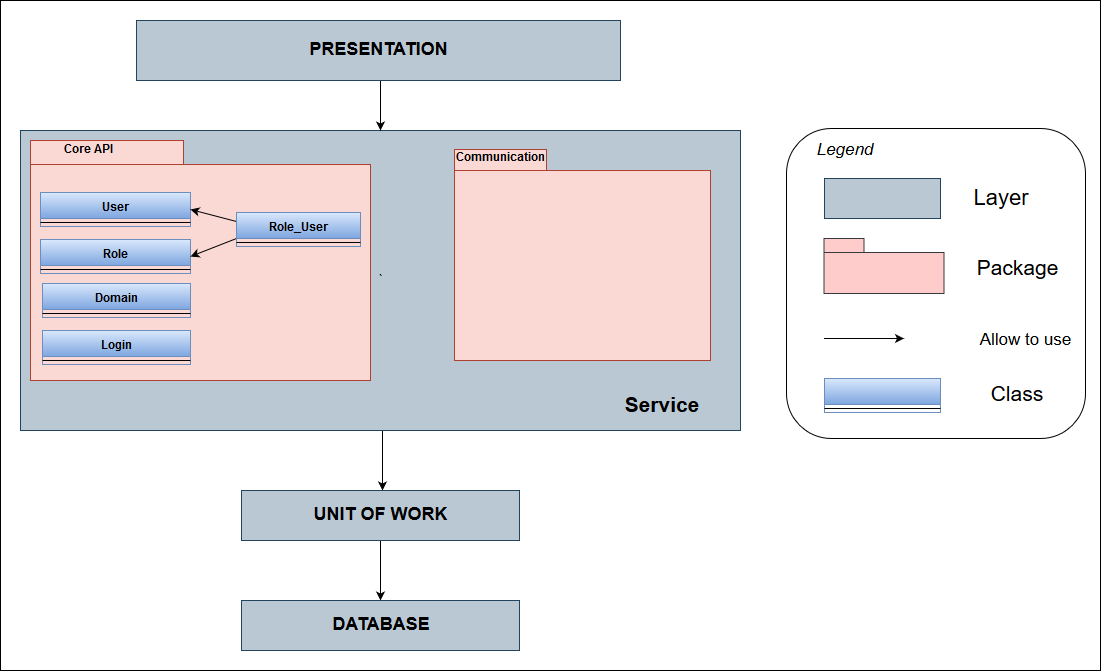 PRESENTATION
Core API
Communication
User
Role_User
Role
Domain
Login
Service
UNIT OF WORK
DATABASE
Legend
Layer
Package
Allow to use
Class